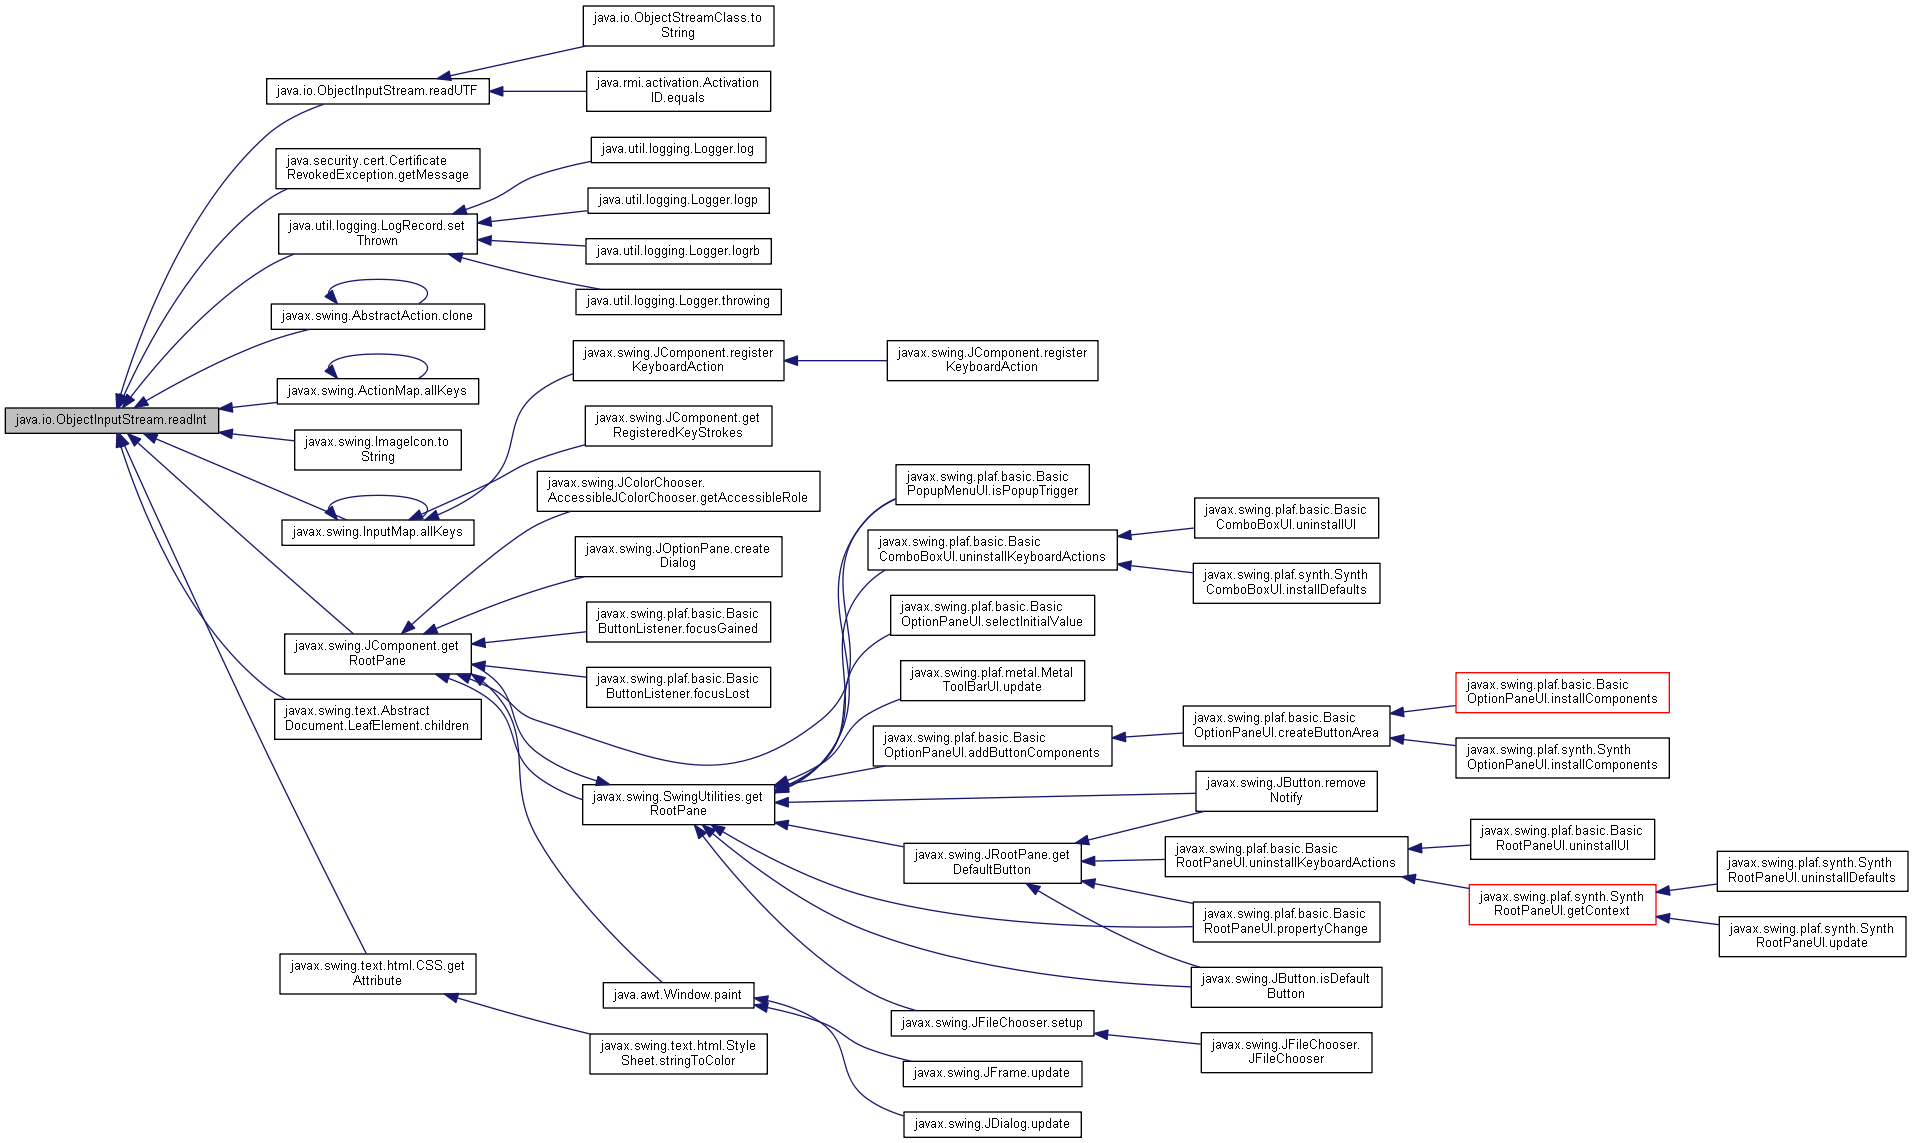 java.io.ObjectStreamClass.to
String
java.io.ObjectInputStream.readUTF
java.rmi.activation.Activation
ID.equals
java.util.logging.Logger.log
java.security.cert.Certificate
RevokedException.getMessage
java.util.logging.Logger.logp
java.util.logging.LogRecord.set
Thrown
java.util.logging.Logger.logrb
java.util.logging.Logger.throwing
javax.swing.AbstractAction.clone
javax.swing.JComponent.register
KeyboardAction
javax.swing.JComponent.register
KeyboardAction
javax.swing.ActionMap.allKeys
java.io.ObjectInputStream.readInt
javax.swing.JComponent.get
RegisteredKeyStrokes
javax.swing.ImageIcon.to
String
javax.swing.JColorChooser.
AccessibleJColorChooser.getAccessibleRole
javax.swing.plaf.basic.Basic
PopupMenuUI.isPopupTrigger
javax.swing.InputMap.allKeys
javax.swing.plaf.basic.Basic
ComboBoxUI.uninstallUI
javax.swing.JOptionPane.create
Dialog
javax.swing.plaf.basic.Basic
ComboBoxUI.uninstallKeyboardActions
javax.swing.plaf.synth.Synth
ComboBoxUI.installDefaults
javax.swing.plaf.basic.Basic
ButtonListener.focusGained
javax.swing.plaf.basic.Basic
OptionPaneUI.selectInitialValue
javax.swing.JComponent.get
RootPane
javax.swing.plaf.basic.Basic
ButtonListener.focusLost
javax.swing.plaf.metal.Metal
ToolBarUI.update
javax.swing.plaf.basic.Basic
OptionPaneUI.installComponents
javax.swing.text.Abstract
Document.LeafElement.children
javax.swing.plaf.basic.Basic
OptionPaneUI.addButtonComponents
javax.swing.plaf.basic.Basic
OptionPaneUI.createButtonArea
javax.swing.plaf.synth.Synth
OptionPaneUI.installComponents
javax.swing.SwingUtilities.get
RootPane
javax.swing.JButton.remove
Notify
javax.swing.JRootPane.get
DefaultButton
javax.swing.plaf.basic.Basic
RootPaneUI.uninstallKeyboardActions
javax.swing.plaf.basic.Basic
RootPaneUI.uninstallUI
javax.swing.plaf.synth.Synth
RootPaneUI.uninstallDefaults
javax.swing.plaf.synth.Synth
RootPaneUI.getContext
javax.swing.plaf.basic.Basic
RootPaneUI.propertyChange
javax.swing.plaf.synth.Synth
RootPaneUI.update
javax.swing.text.html.CSS.get
Attribute
javax.swing.JButton.isDefault
Button
java.awt.Window.paint
javax.swing.JFileChooser.setup
javax.swing.text.html.Style
Sheet.stringToColor
javax.swing.JFileChooser.
JFileChooser
javax.swing.JFrame.update
javax.swing.JDialog.update